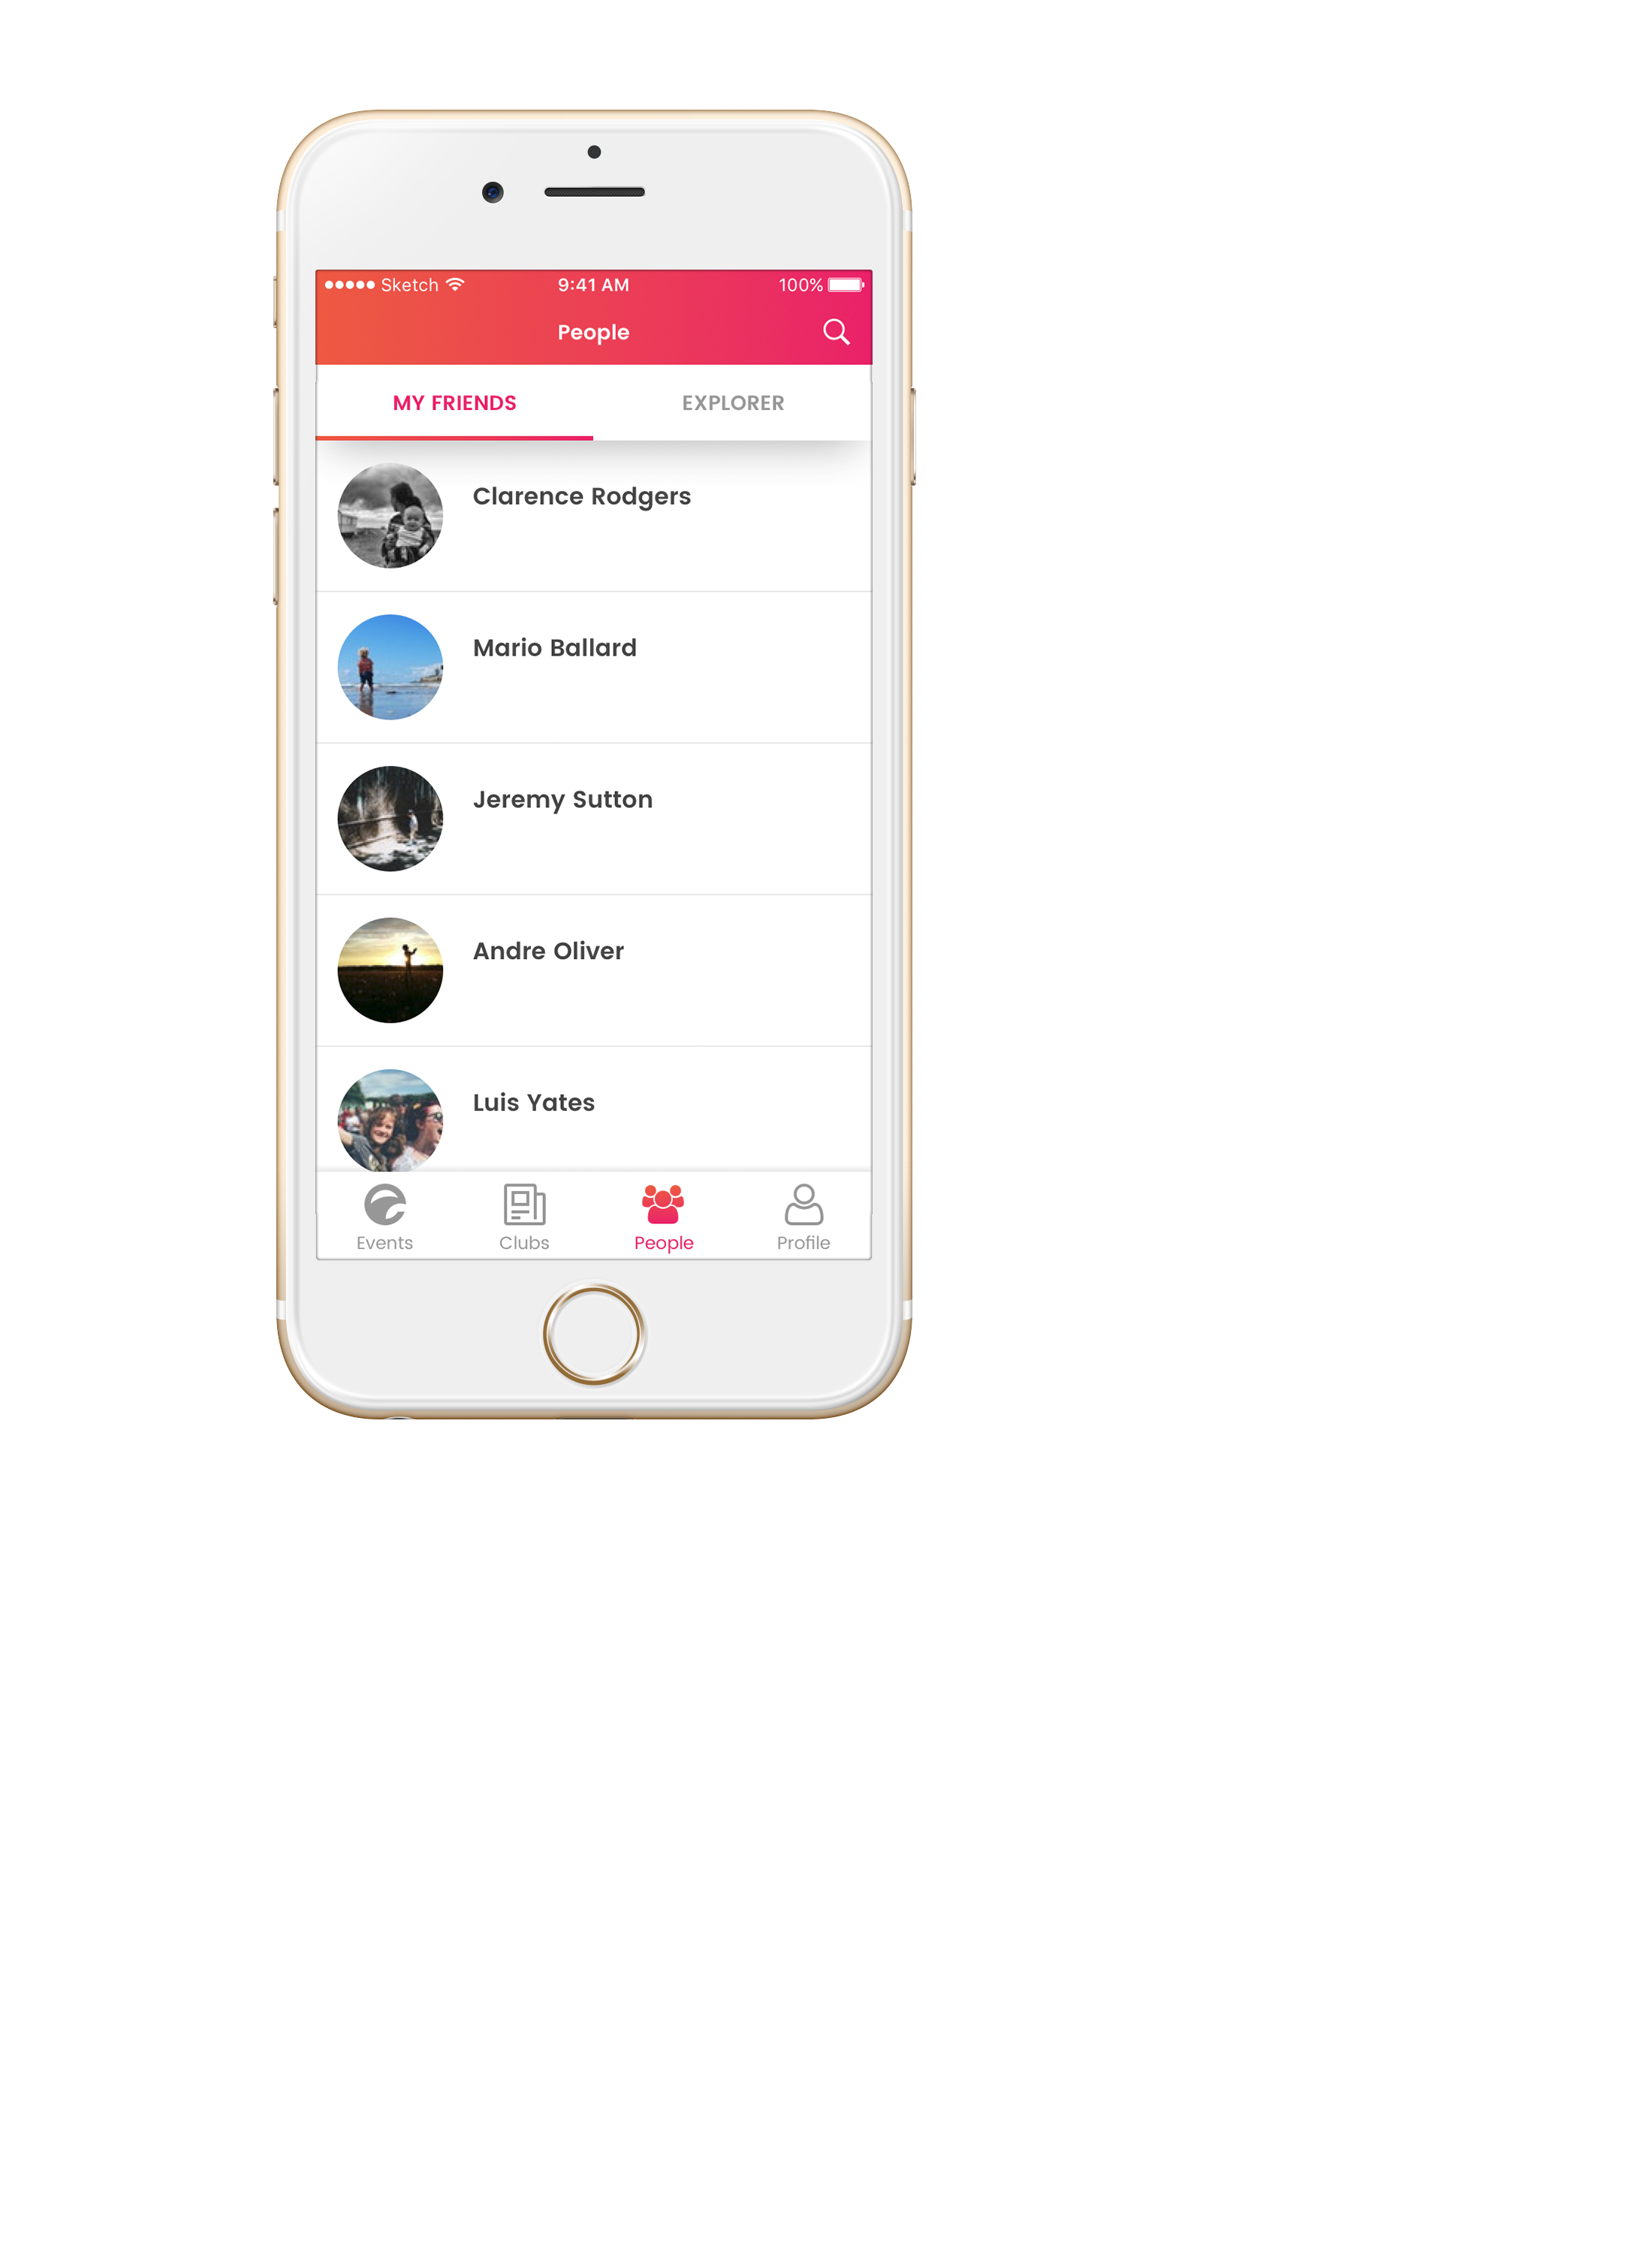 Sketch 9:41 AM 100%
People
MY FRIENDS EXPLORER
Clarence Rodgers
Mario Ballard
Jeremy Sutton
Andre Oliver
Luis Yates
Events Clubs People Profile